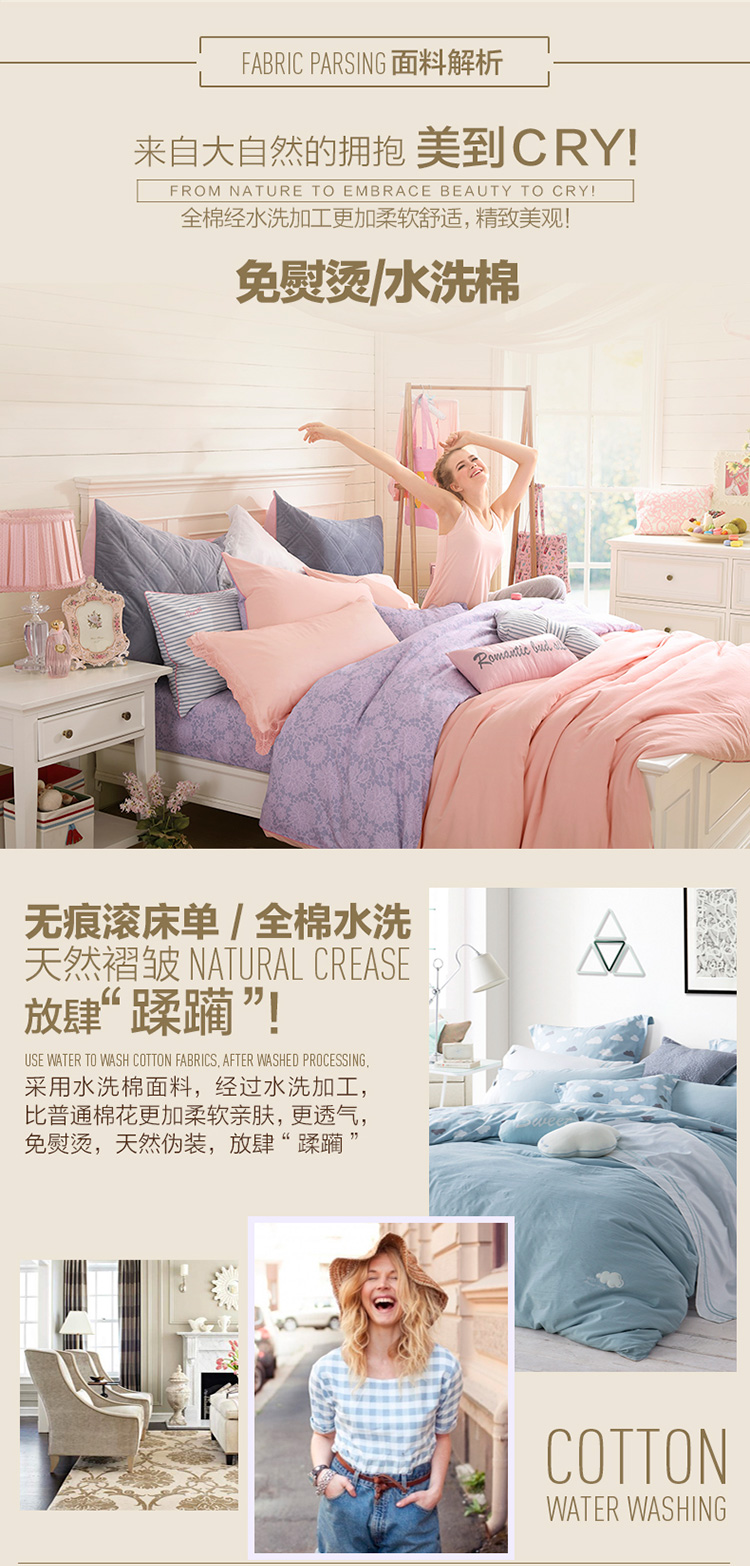 FABRIC PARSING 面料解析
来自大自然的拥抱 美到CRY!
FROM NATURE TO EMBRACE BEAUTY TO CRY!
全棉经水洗加工更加柔软舒适，精致美观！
免熨烫/水洗棉
无痕滚床单 / 全棉水洗
天然褶皱 NATURAL CREASE
放肆“蹂躏”！
USE WATER TO WASH COTTON FABRICS, AFTER WASHED PROCESSING,
采用水洗棉面料，经过水洗加工，
比普通棉花更加柔软亲肤，更透气，
免熨烫，天然伪装，放肆“蹂躏”
COTTON
WATER WASHING